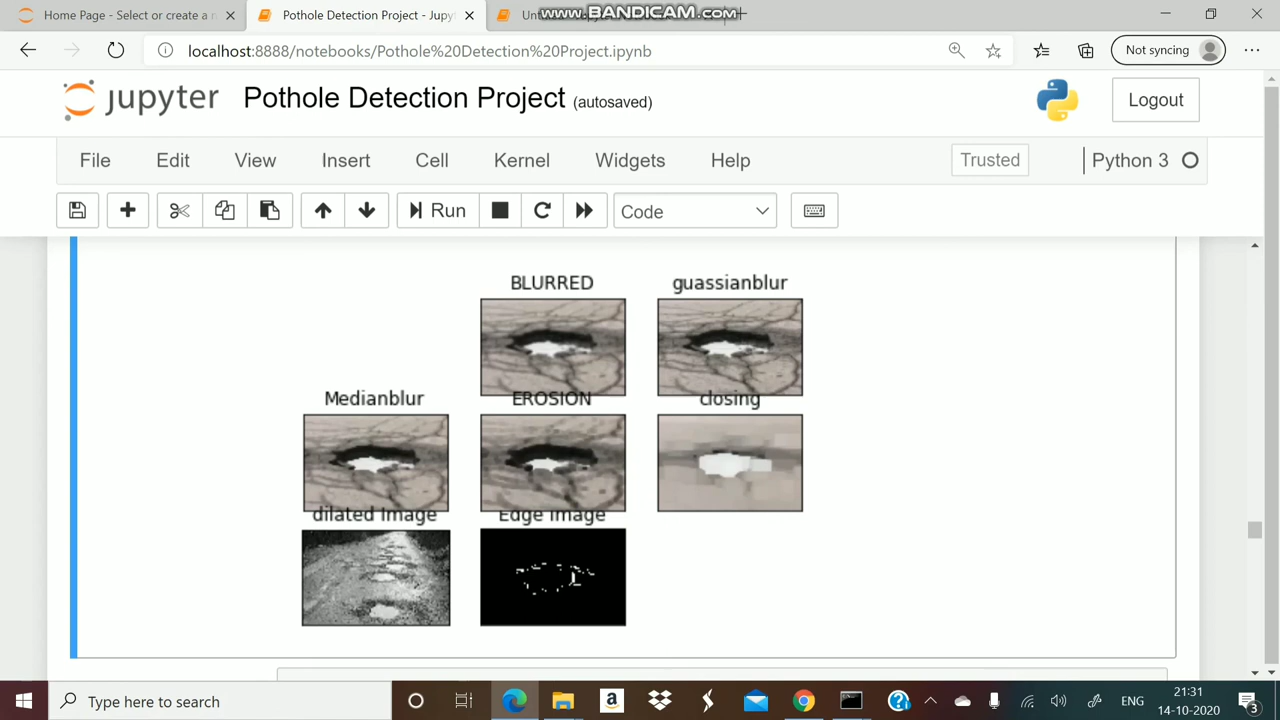 Home Page - Select or create a n
Pothole Detection Project - Jupy
Un
www.BANDICAM.com
localhost:8888/notebooks/Pothole%20Detection%20Project.ipynb
Not syncing
jupyter Pothole Detection Project (autosaved)
Logout
File Edit View Insert Cell Kernel Widgets Help
Trusted
Python 3
Run
Code
BLURRED
guassianblur
Medianblur
EROSION
closing
dilated Image
Edge Image
Type here to search
ENG
21:31
14-10-2020
3